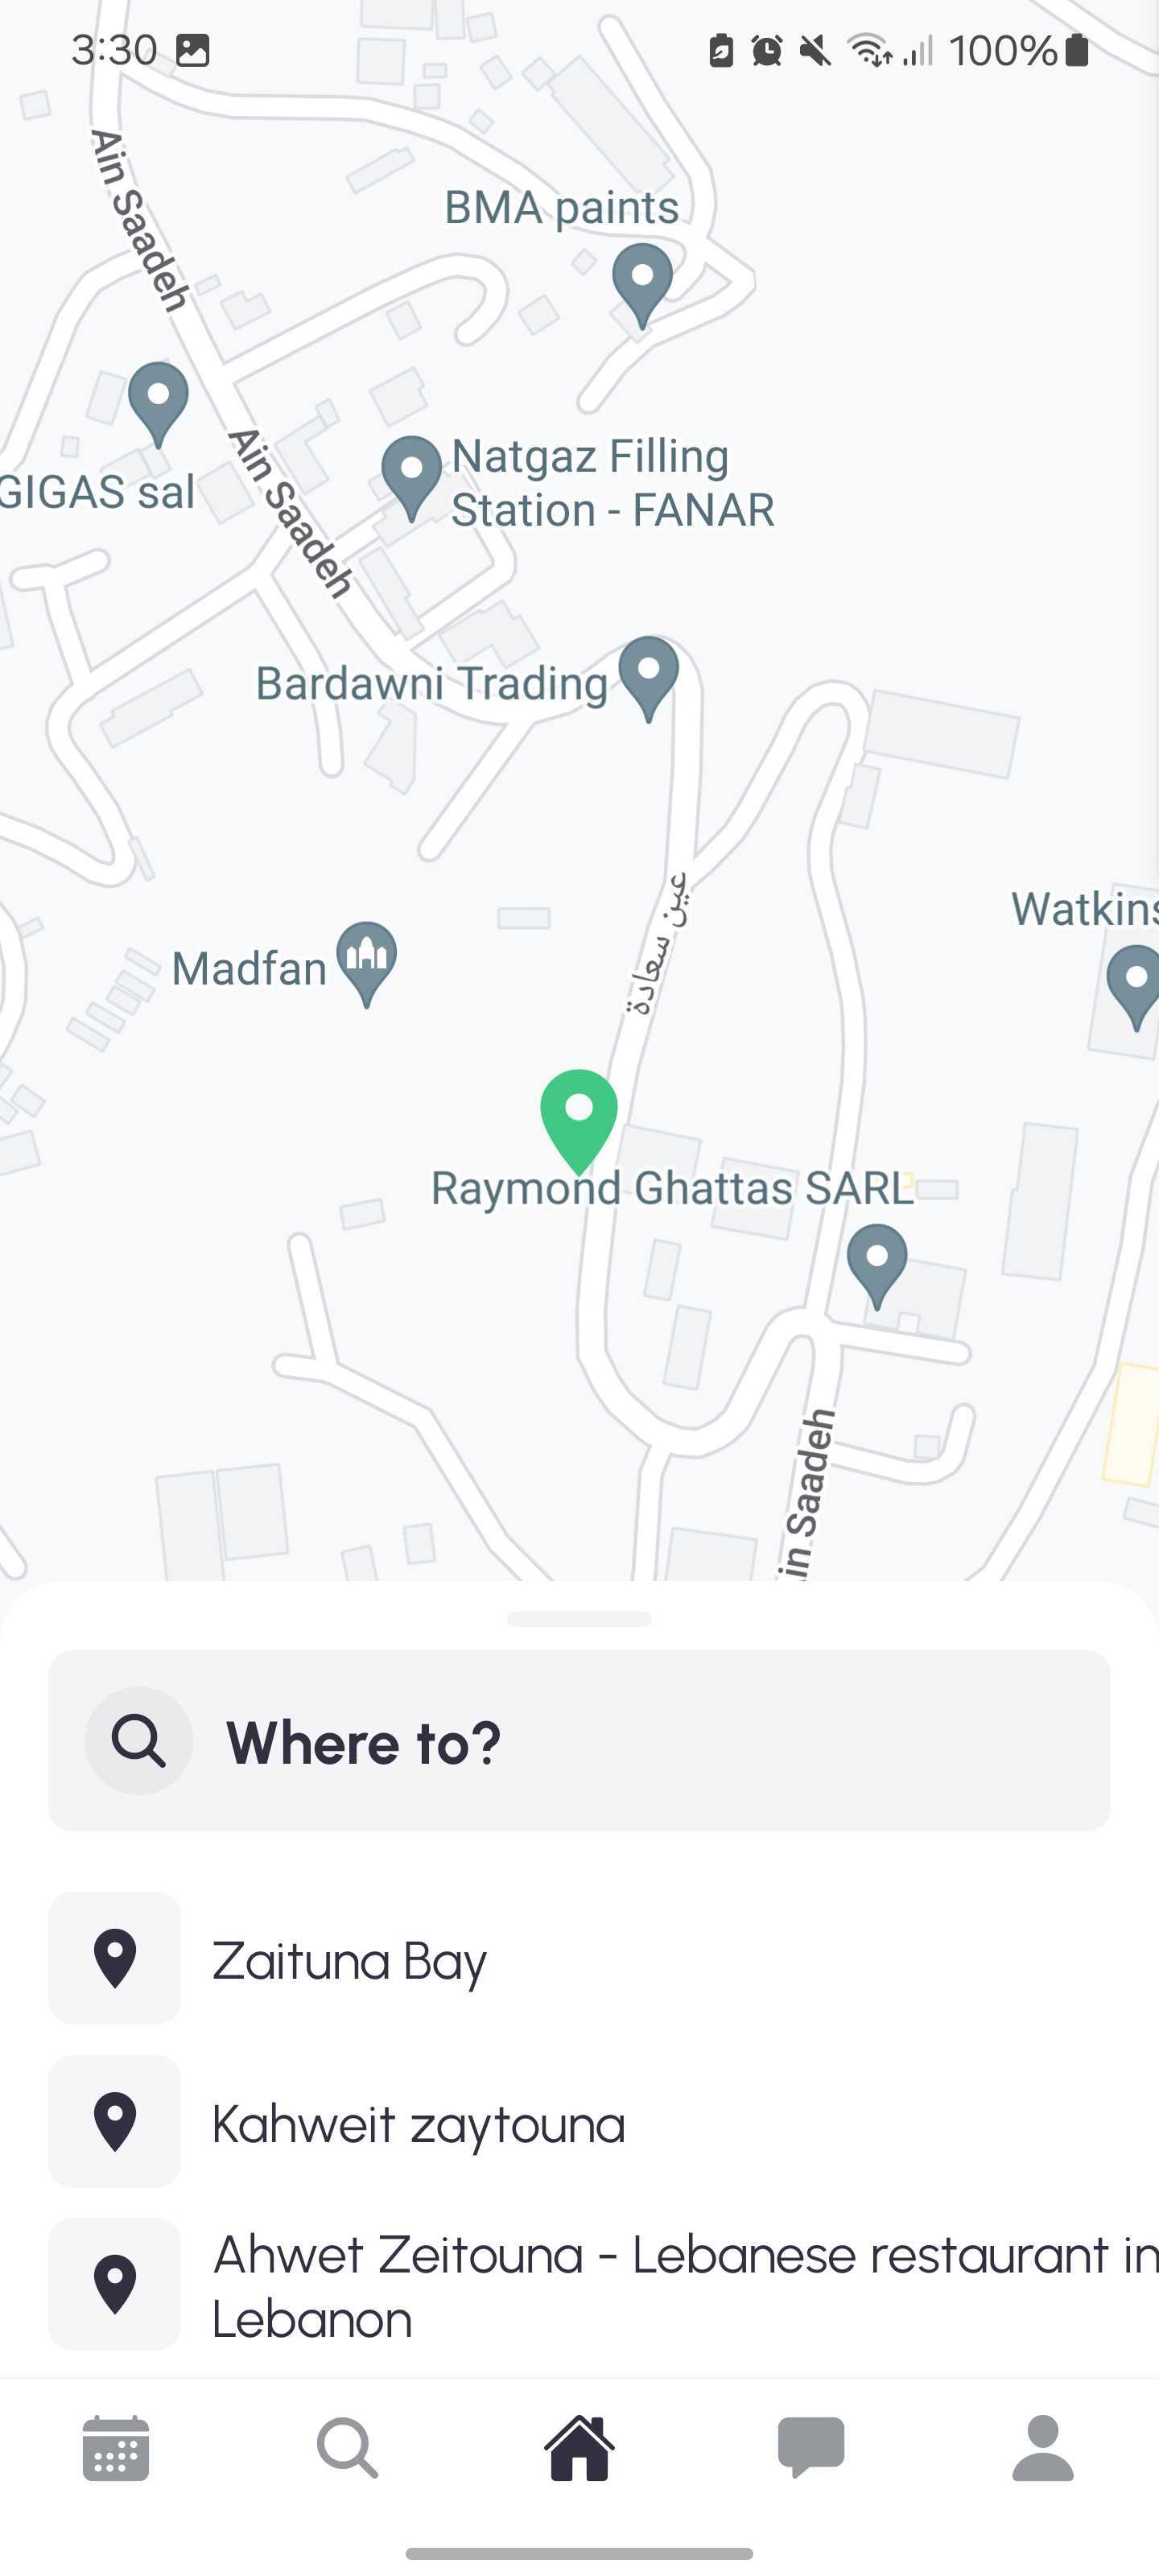 3:30
100%
Ain Saadeh
BMA paints
GIGAS sal
Ain Saadeh
Natgaz Filling
Station - FANAR
Bardawni Trading
عين سعادة
Watkins
Madfan
Raymond Ghattas SARL
in Saadeh
Where to?
Zaituna Bay
Kahweit zaytouna
Ahwet Zeitouna - Lebanese restaurant in
Lebanon